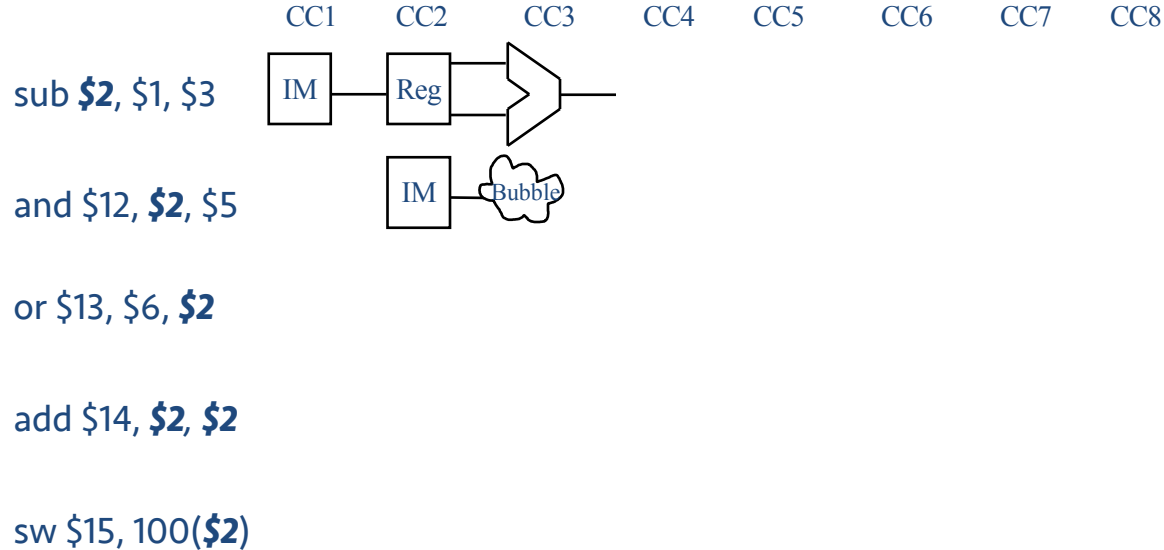 CC1 CC2 CC3 CC4 CC5 CC6 CC7 CC8
sub $2, $1, $3 IM Reg
and $12, $2, $5 IM Bubble
or $13, $6, $2
add $14, $2, $2
sw $15, 100($2)